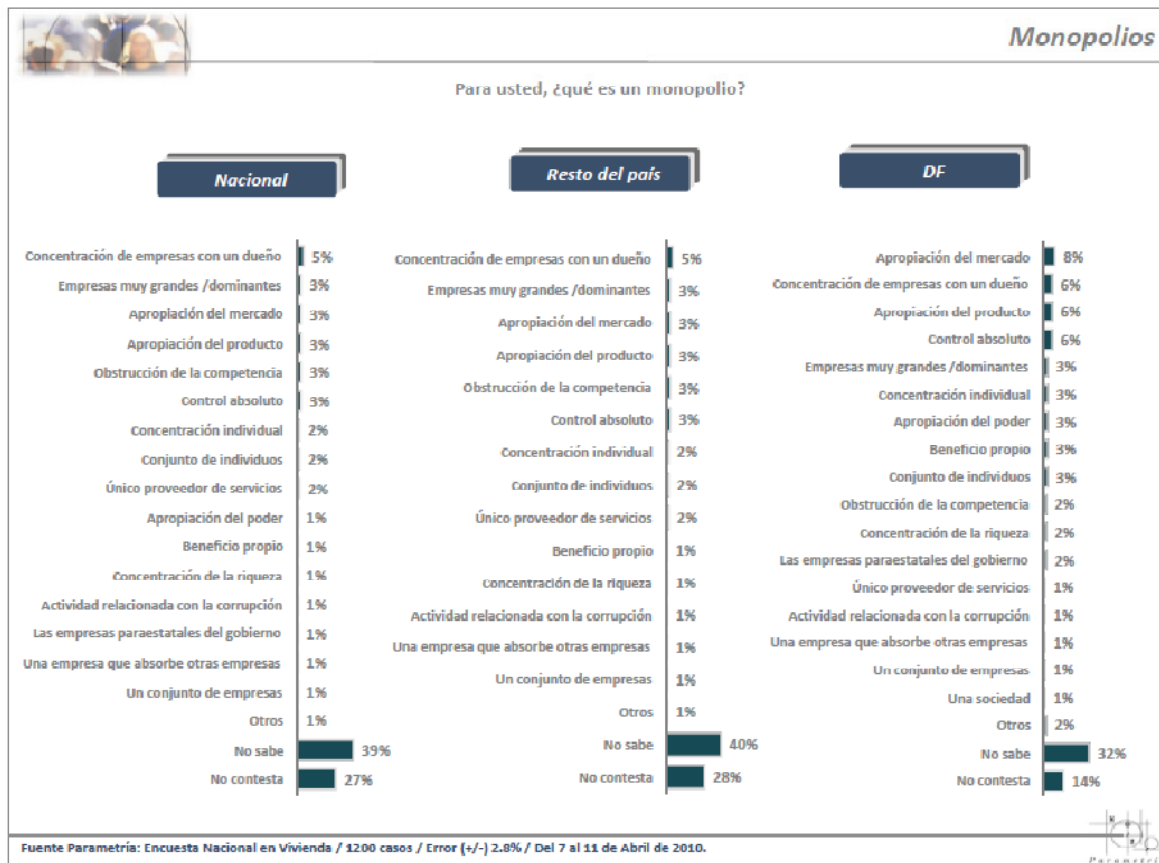 Monopolios
Para usted, ¿qué es un monopolio?
Nacional
Concentración de empresas con un dueño 5%
Empresas muy grandes /dominantes 3%
Apropiación del mercado 3%
Apropiación del producto 3%
Obstrucción de la competencia 3%
Control absoluto 3%
Concentración individual 2%
Conjunto de individuos 2%
Único proveedor de servicios 2%
Apropiación del poder 1%
Beneficio propio 1%
Concentración de la riqueza 1%
Actividad relacionada con la corrupción 1%
Las empresas paraestatales del gobierno 1%
Una empresa que absorbe otras empresas 1%
Un conjunto de empresas 1%
Otros 1%
No sabe 39%
No contesta 27%
Resto del país
Concentración de empresas con un dueño 5%
Empresas muy grandes /dominantes 3%
Apropiación del mercado 3%
Apropiación del producto 3%
Obstrucción de la competencia 3%
Control absoluto 3%
Concentración individual 2%
Conjunto de individuos 2%
Único proveedor de servicios 2%
Beneficio propio 1%
Concentración de la riqueza 1%
Actividad relacionada con la corrupción 1%
Una empresa que absorbe otras empresas 1%
Un conjunto de empresas 1%
Otros 1%
No sabe 40%
No contesta 28%
DF
Apropiación del mercado 8%
Concentración de empresas con un dueño 6%
Apropiación del producto 6%
Control absoluto 6%
Empresas muy grandes /dominantes 3%
Concentración individual 3%
Apropiación del poder 3%
Beneficio propio 3%
Conjunto de individuos 3%
Obstrucción de la competencia 2%
Concentración de la riqueza 2%
Las empresas paraestatales del gobierno 2%
Único proveedor de servicios 1%
Actividad relacionada con la corrupción 1%
Una empresa que absorbe otras empresas 1%
Un conjunto de empresas 1%
Una sociedad 1%
Otros 2%
No sabe 32%
No contesta 14%
Fuente Parametría: Encuesta Nacional en Vivienda / 1200 casos / Error (+/-) 2.8% / Del 7 al 11 de Abril de 2010.